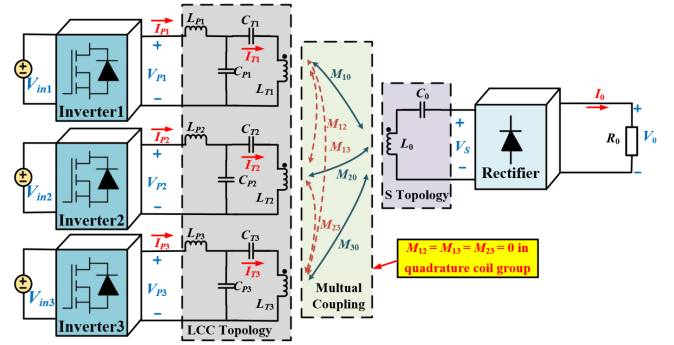 V_in1
Inverter1
I_P1
V_P1
L_P1
C_P1
C_T1
I_T1
L_T1
V_in2
Inverter2
I_P2
V_P2
L_P2
C_P2
C_T2
I_T2
L_T2
V_in3
Inverter3
I_P3
V_P3
L_P3
C_P3
C_T3
I_T3
L_T3
LCC Topology
M_10
M_12
M_13
M_20
M_23
M_30
Multual
Coupling
C_0
L_0
S Topology
V_S
Rectifier
I_0
R_0
V_0
M_12 = M_13 = M_23 = 0 in
quadrature coil group